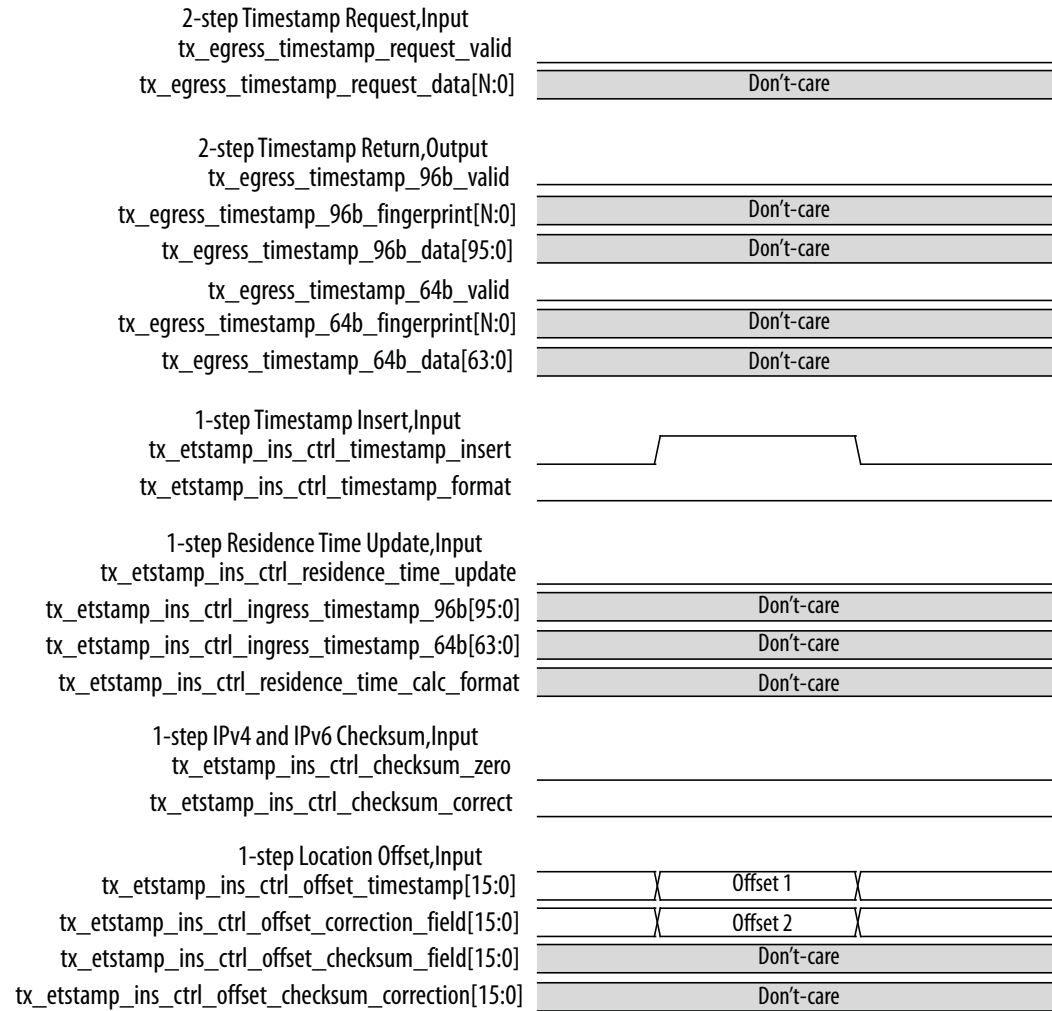 2-step Timestamp Request,Input
tx_egress_timestamp_request_valid
tx_egress_timestamp_request_data[N:0] Don't-care
2-step Timestamp Return,Output
tx_egress_timestamp_96b_valid
tx_egress_timestamp_96b_fingerprint[N:0] Don't-care
tx_egress_timestamp_96b_data[95:0] Don't-care
tx_egress_timestamp_64b_valid
tx_egress_timestamp_64b_fingerprint[N:0] Don't-care
tx_egress_timestamp_64b_data[63:0] Don't-care
1-step Timestamp Insert,Input
tx_etstamp_ins_ctrl_timestamp_insert
tx_etstamp_ins_ctrl_timestamp_format
1-step Residence Time Update,Input
tx_etstamp_ins_ctrl_residence_time_update
tx_etstamp_ins_ctrl_ingress_timestamp_96b[95:0] Don't-care
tx_etstamp_ins_ctrl_ingress_timestamp_64b[63:0] Don't-care
tx_etstamp_ins_ctrl_residence_time_calc_format Don't-care
1-step IPv4 and IPv6 Checksum,Input
tx_etstamp_ins_ctrl_checksum_zero
tx_etstamp_ins_ctrl_checksum_correct
1-step Location Offset,Input
tx_etstamp_ins_ctrl_offset_timestamp[15:0] Offset 1
tx_etstamp_ins_ctrl_offset_correction_field[15:0] Offset 2
tx_etstamp_ins_ctrl_offset_checksum_field[15:0] Don't-care
tx_etstamp_ins_ctrl_offset_checksum_correction[15:0] Don't-care